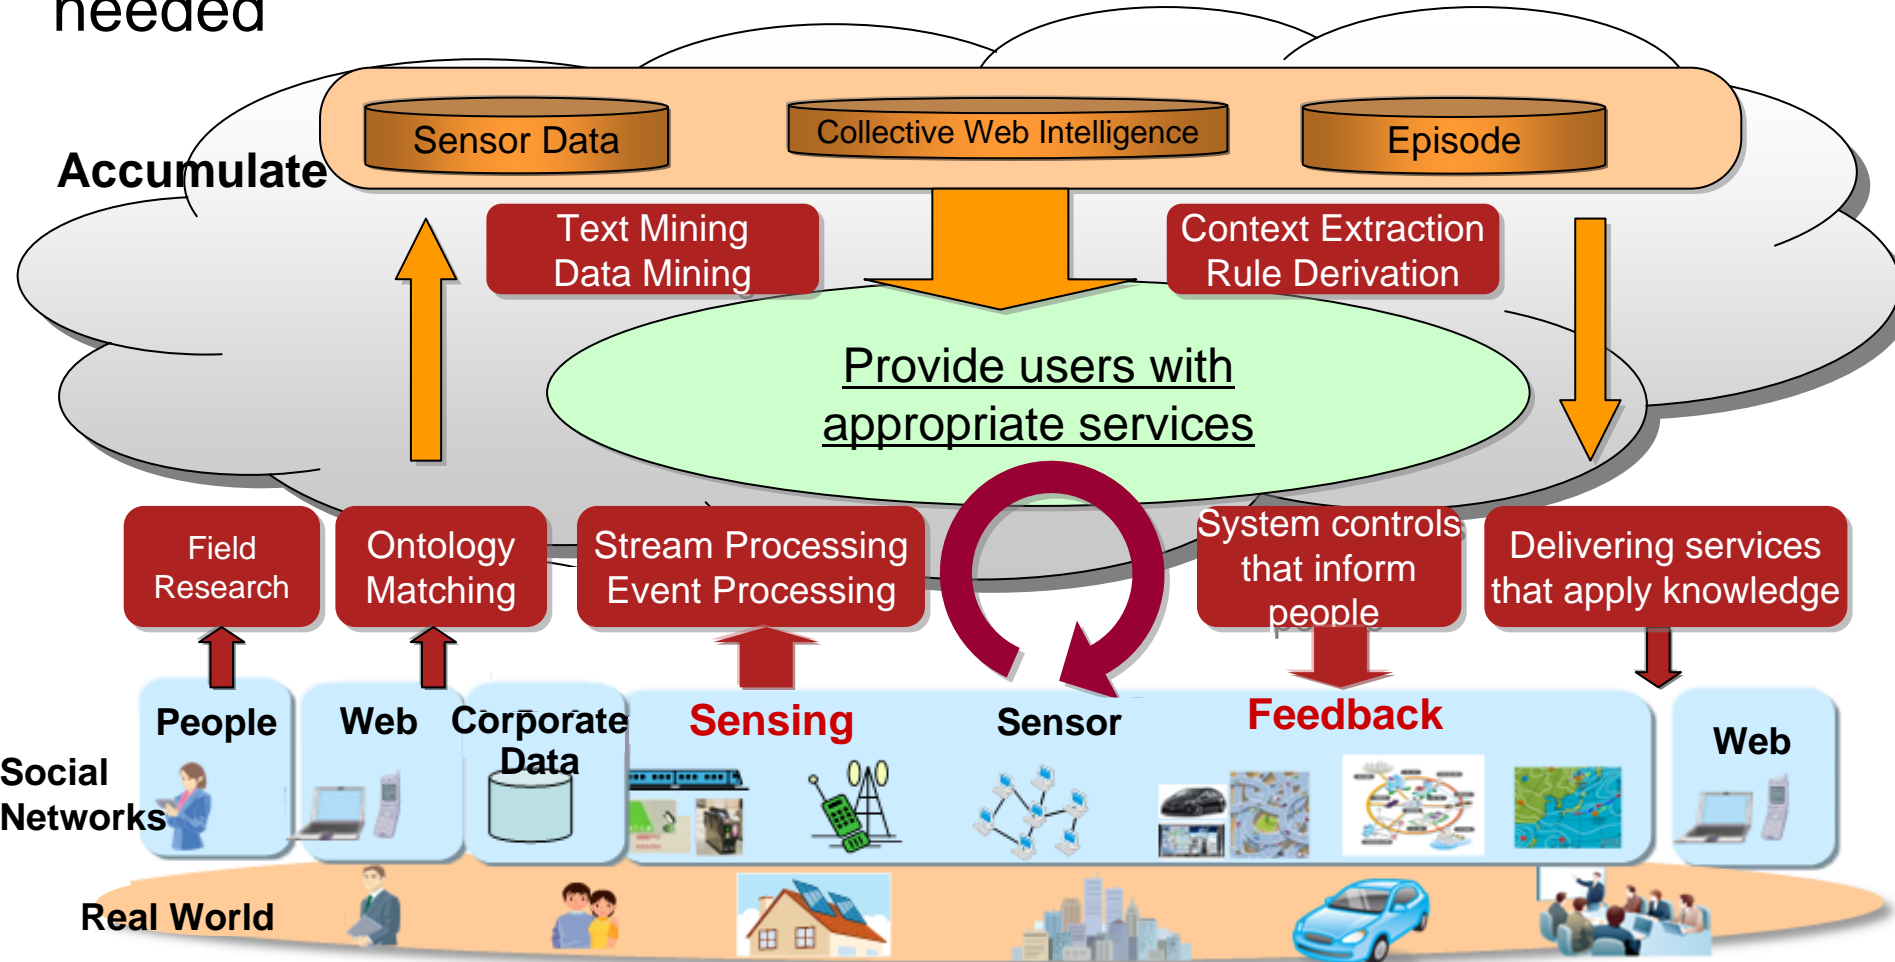 needed
Sensor Data
Collective Web Intelligence
Episode
Accumulate
Text Mining
Data Mining
Context Extraction
Rule Derivation
Provide users with
appropriate services
Field
Research
Ontology
Matching
Stream Processing
Event Processing
System controls
that inform
people
Delivering services
that apply knowledge
People
Web
Corporate
Data
Sensing
Sensor
Feedback
Web
Social
Networks
Real World